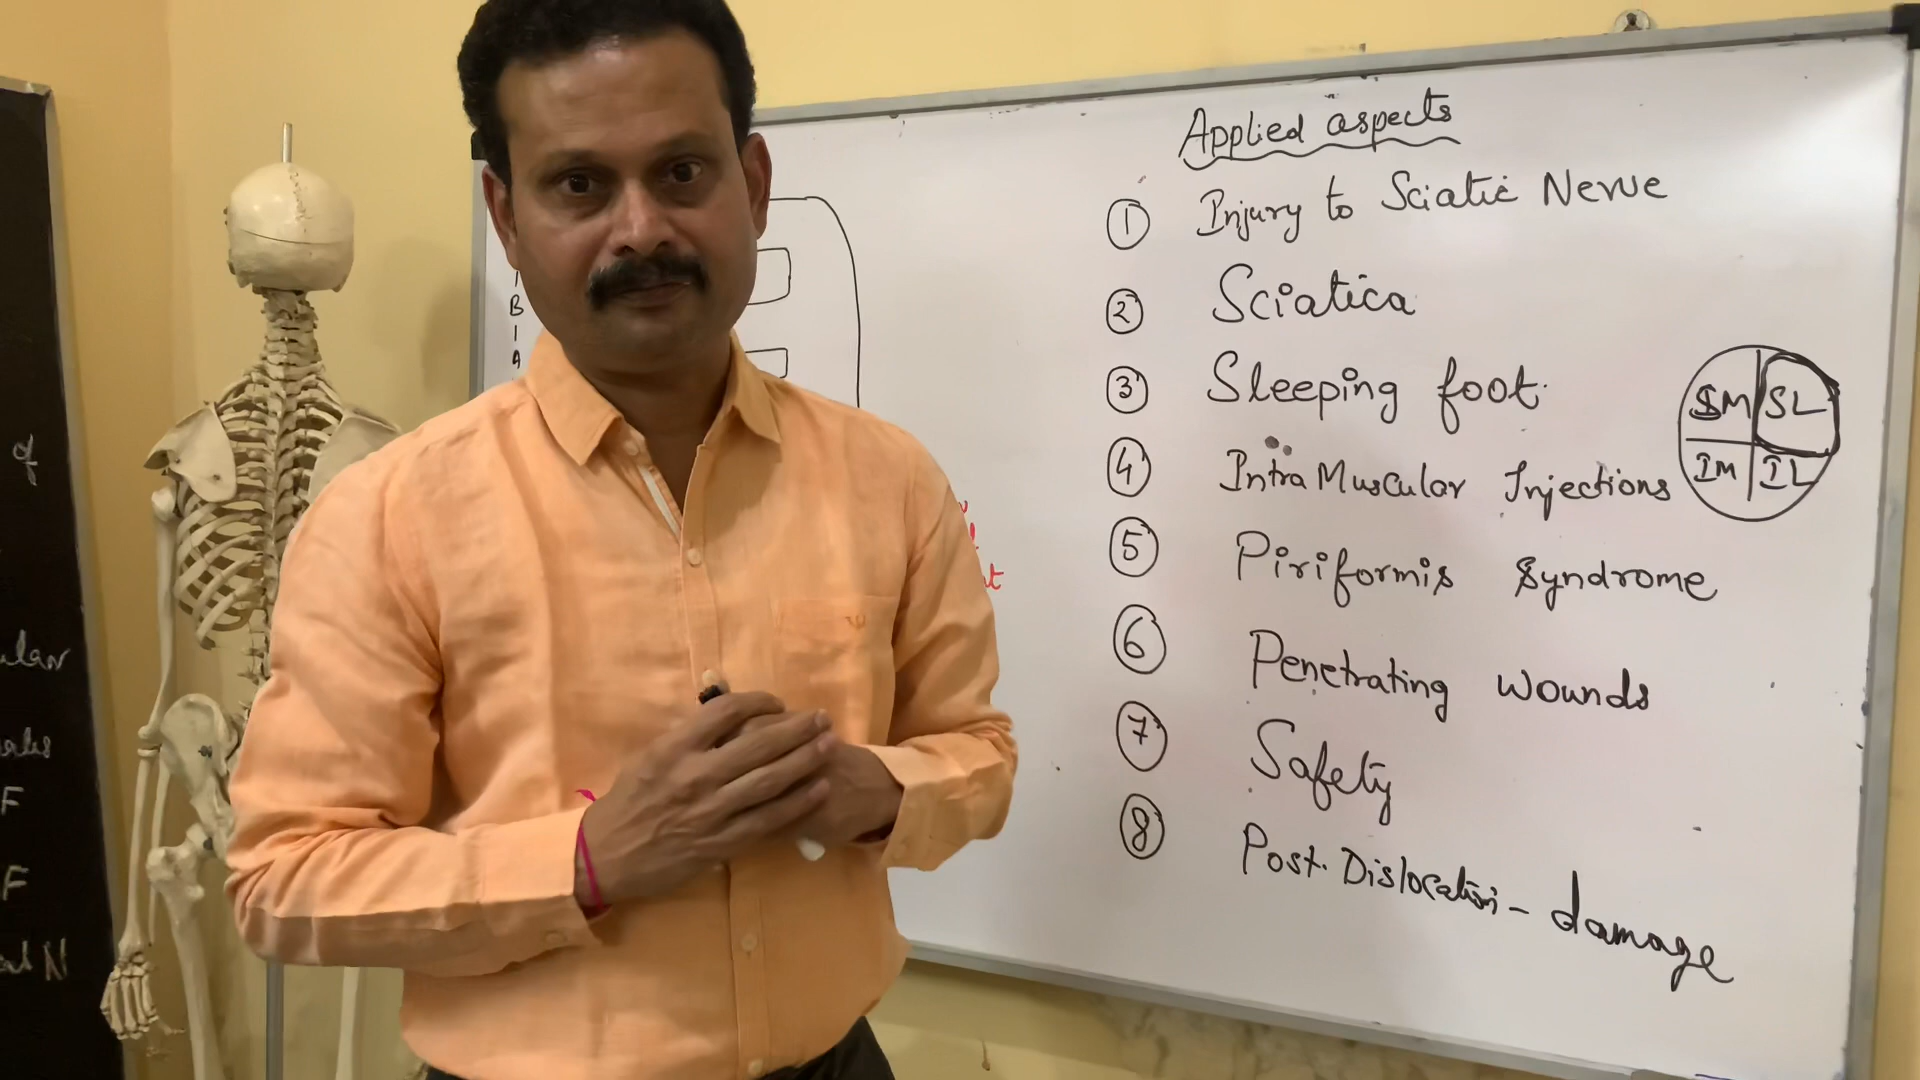 Applied aspects
① Injury to Sciatic Nerve
② Sciatica
③ Sleeping foot.
④ Intra Muscular Injections
SM SL
IM IL
⑤ Piriformis Syndrome
⑥ Penetrating wounds
⑦ Safety
⑧ Post. Dislocation - damage
B
I
A
of
F
F
N